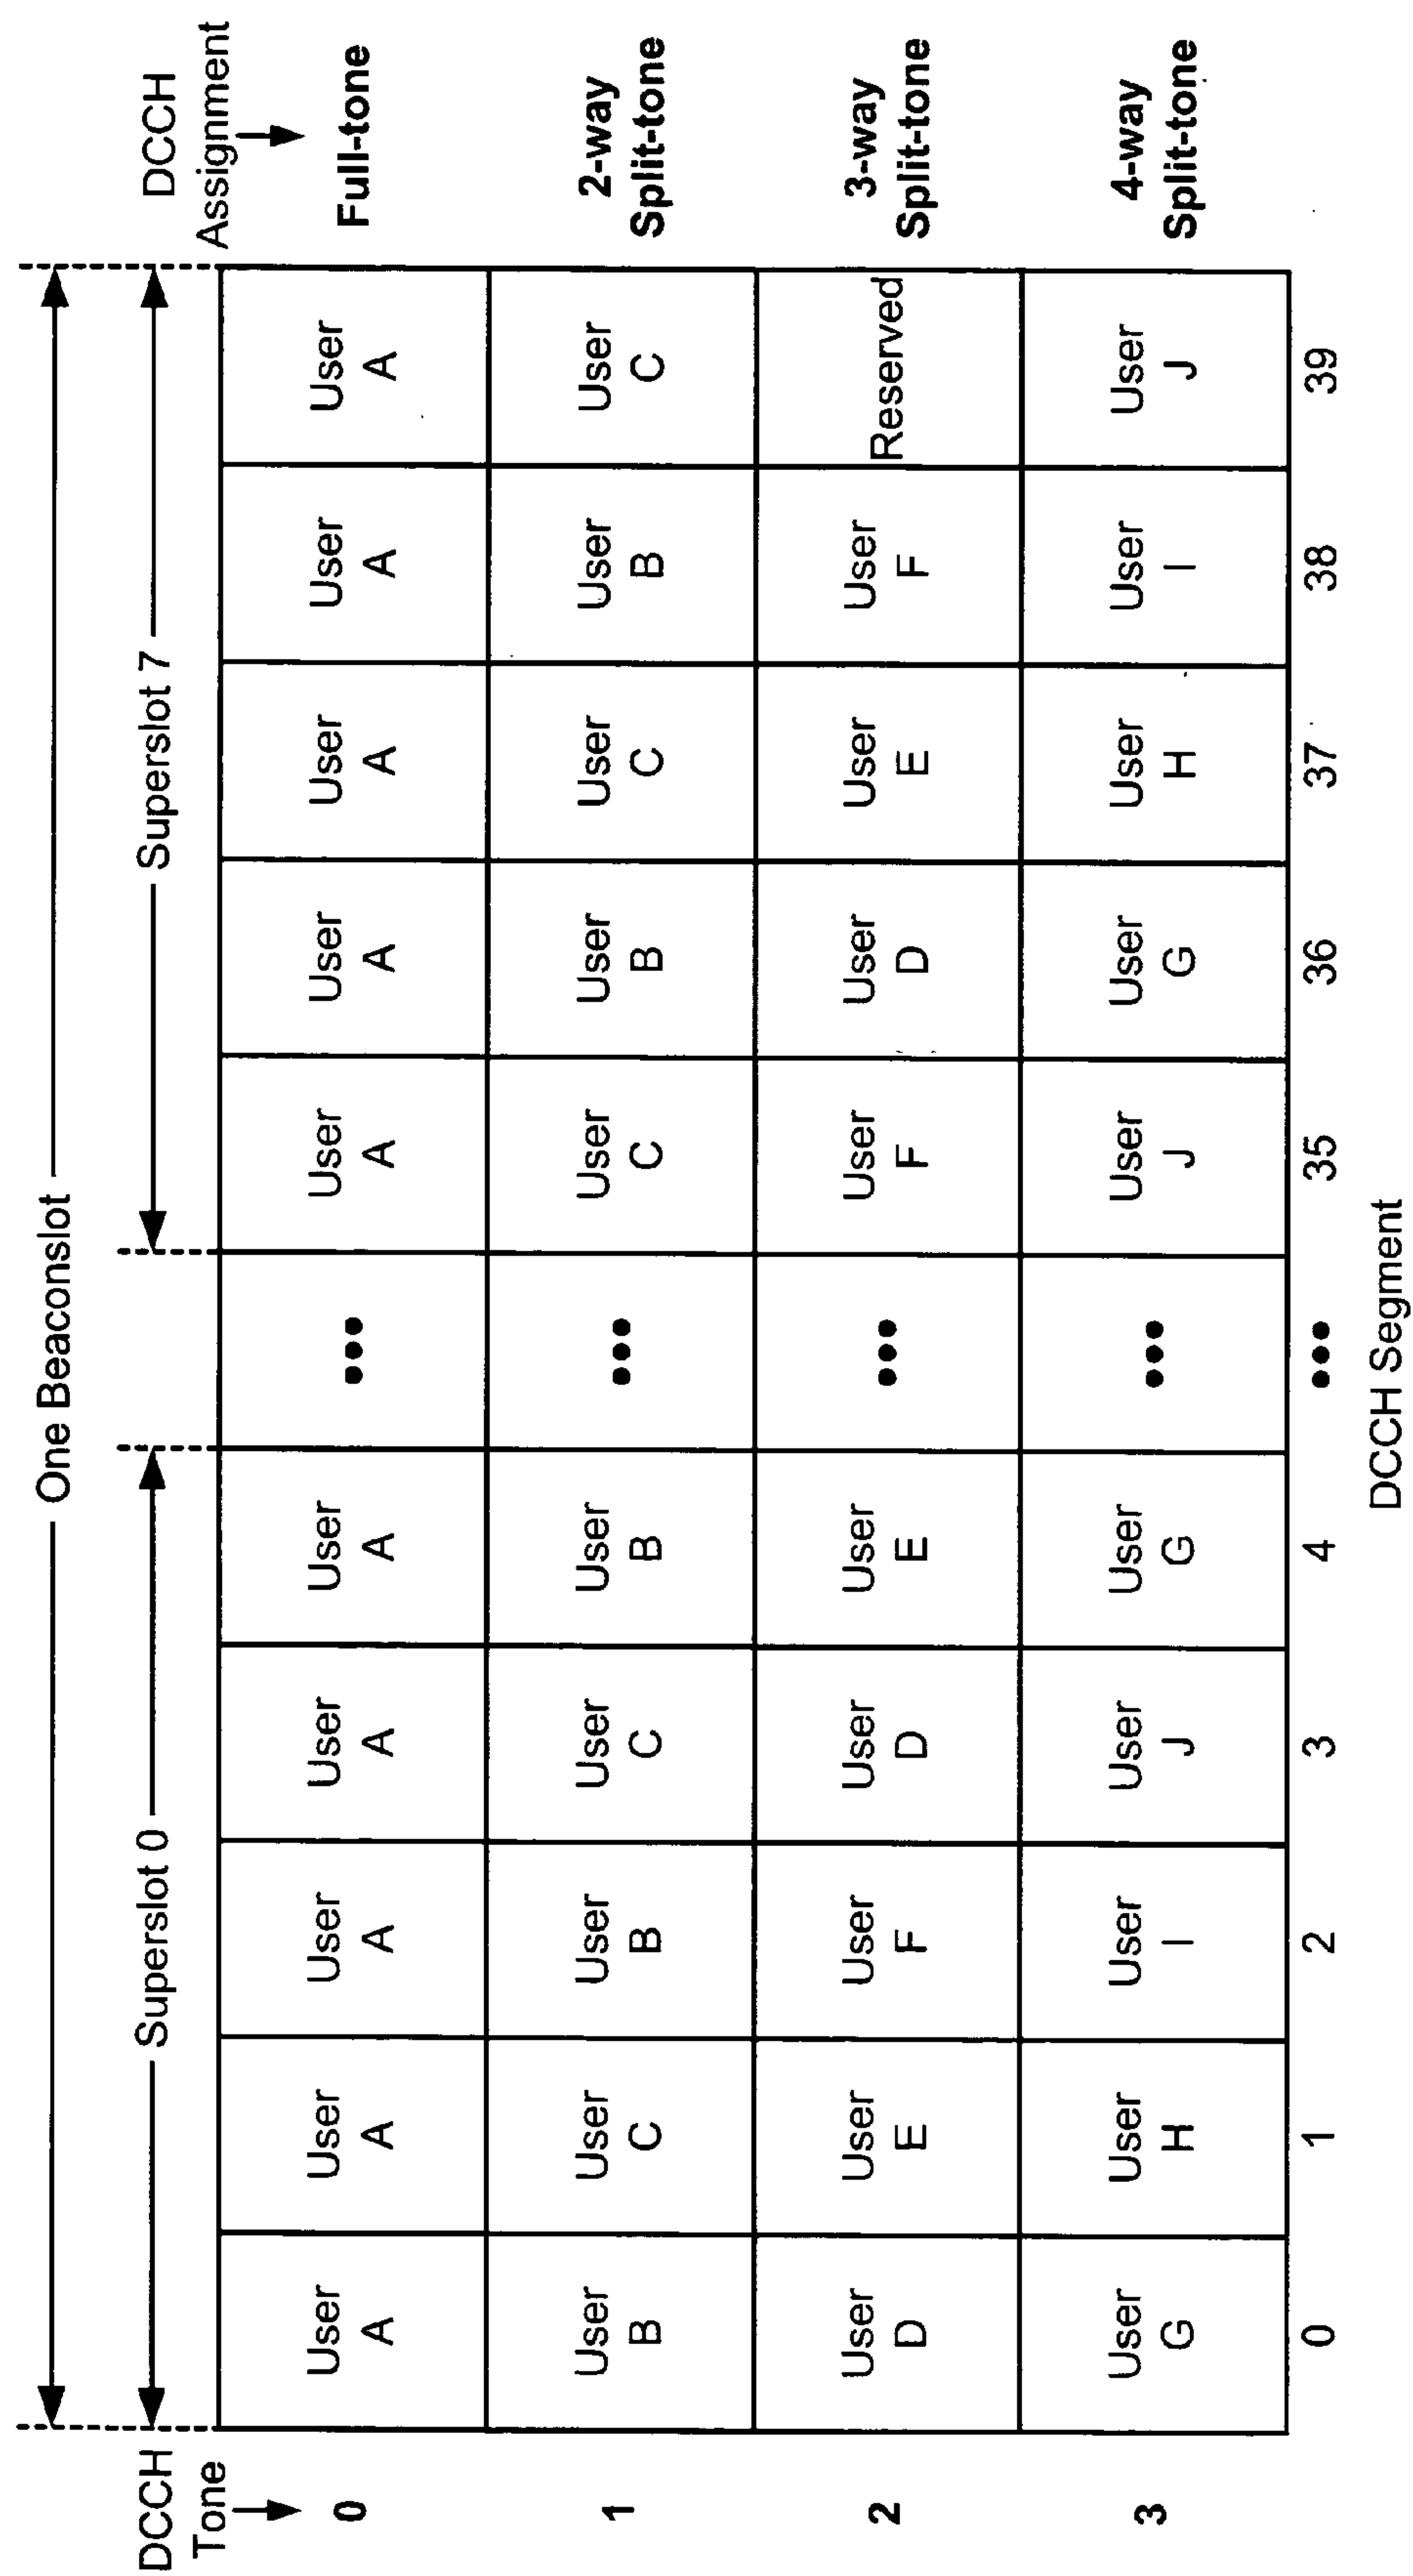 One Beaconslot
DCCH Tone
Superslot 0
Superslot 7
DCCH Assignment
0
User A
User A
User A
User A
User A
•••
User A
User A
User A
User A
User A
Full-tone
1
User B
User C
User B
User C
User B
•••
User C
User B
User C
User B
User C
2-way Split-tone
2
User D
User E
User F
User D
User E
•••
User F
User D
User E
User F
Reserved
3-way Split-tone
3
User G
User H
User I
User J
User G
•••
User J
User G
User H
User I
User J
4-way Split-tone
0 1 2 3 4 ••• 35 36 37 38 39
DCCH Segment